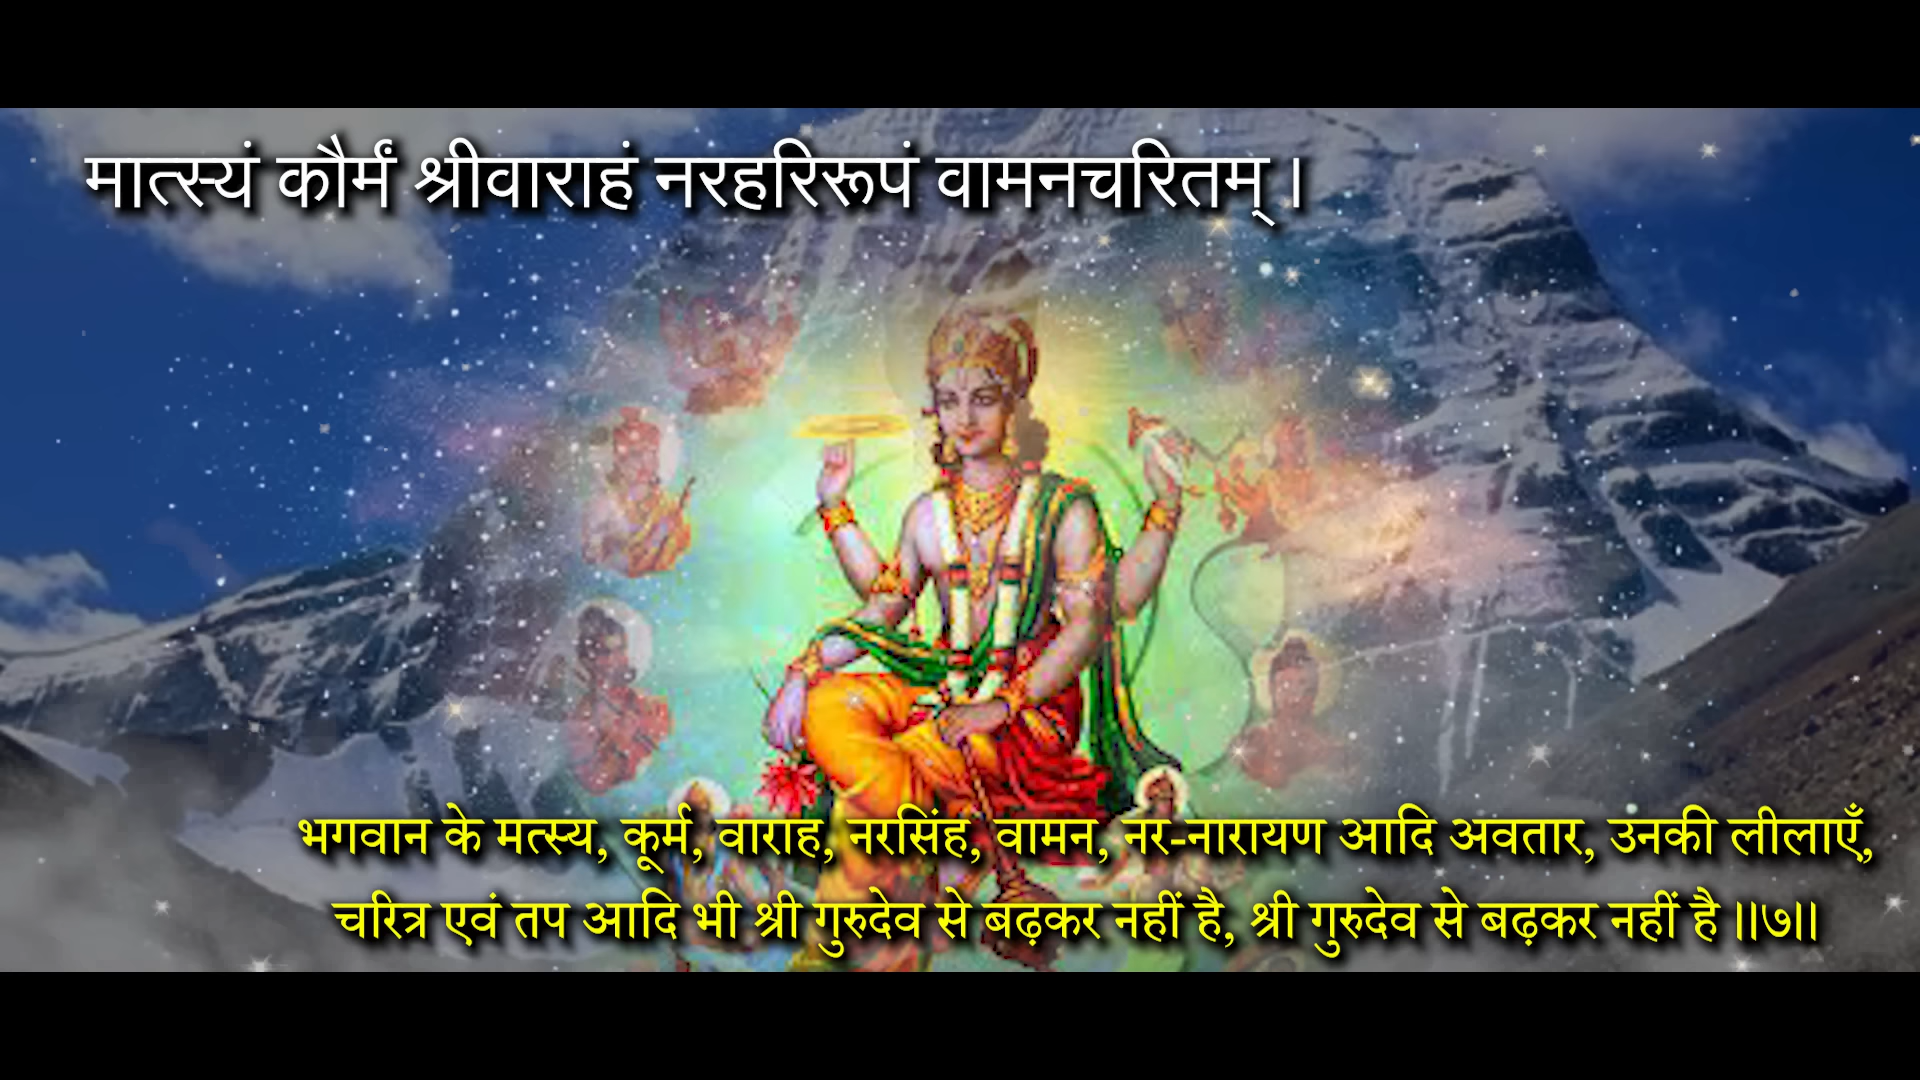 मात्स्यं कौर्मं श्रीवाराहं नरहरिरूपं वामनचरितम् ।
भगवान के मत्स्य, कूर्म, वाराह, नरसिंह, वामन, नर-नारायण आदि अवतार, उनकी लीलाएँ,
चरित्र एवं तप आदि भी श्री गुरुदेव से बढ़कर नहीं है, श्री गुरुदेव से बढ़कर नहीं है ॥७॥